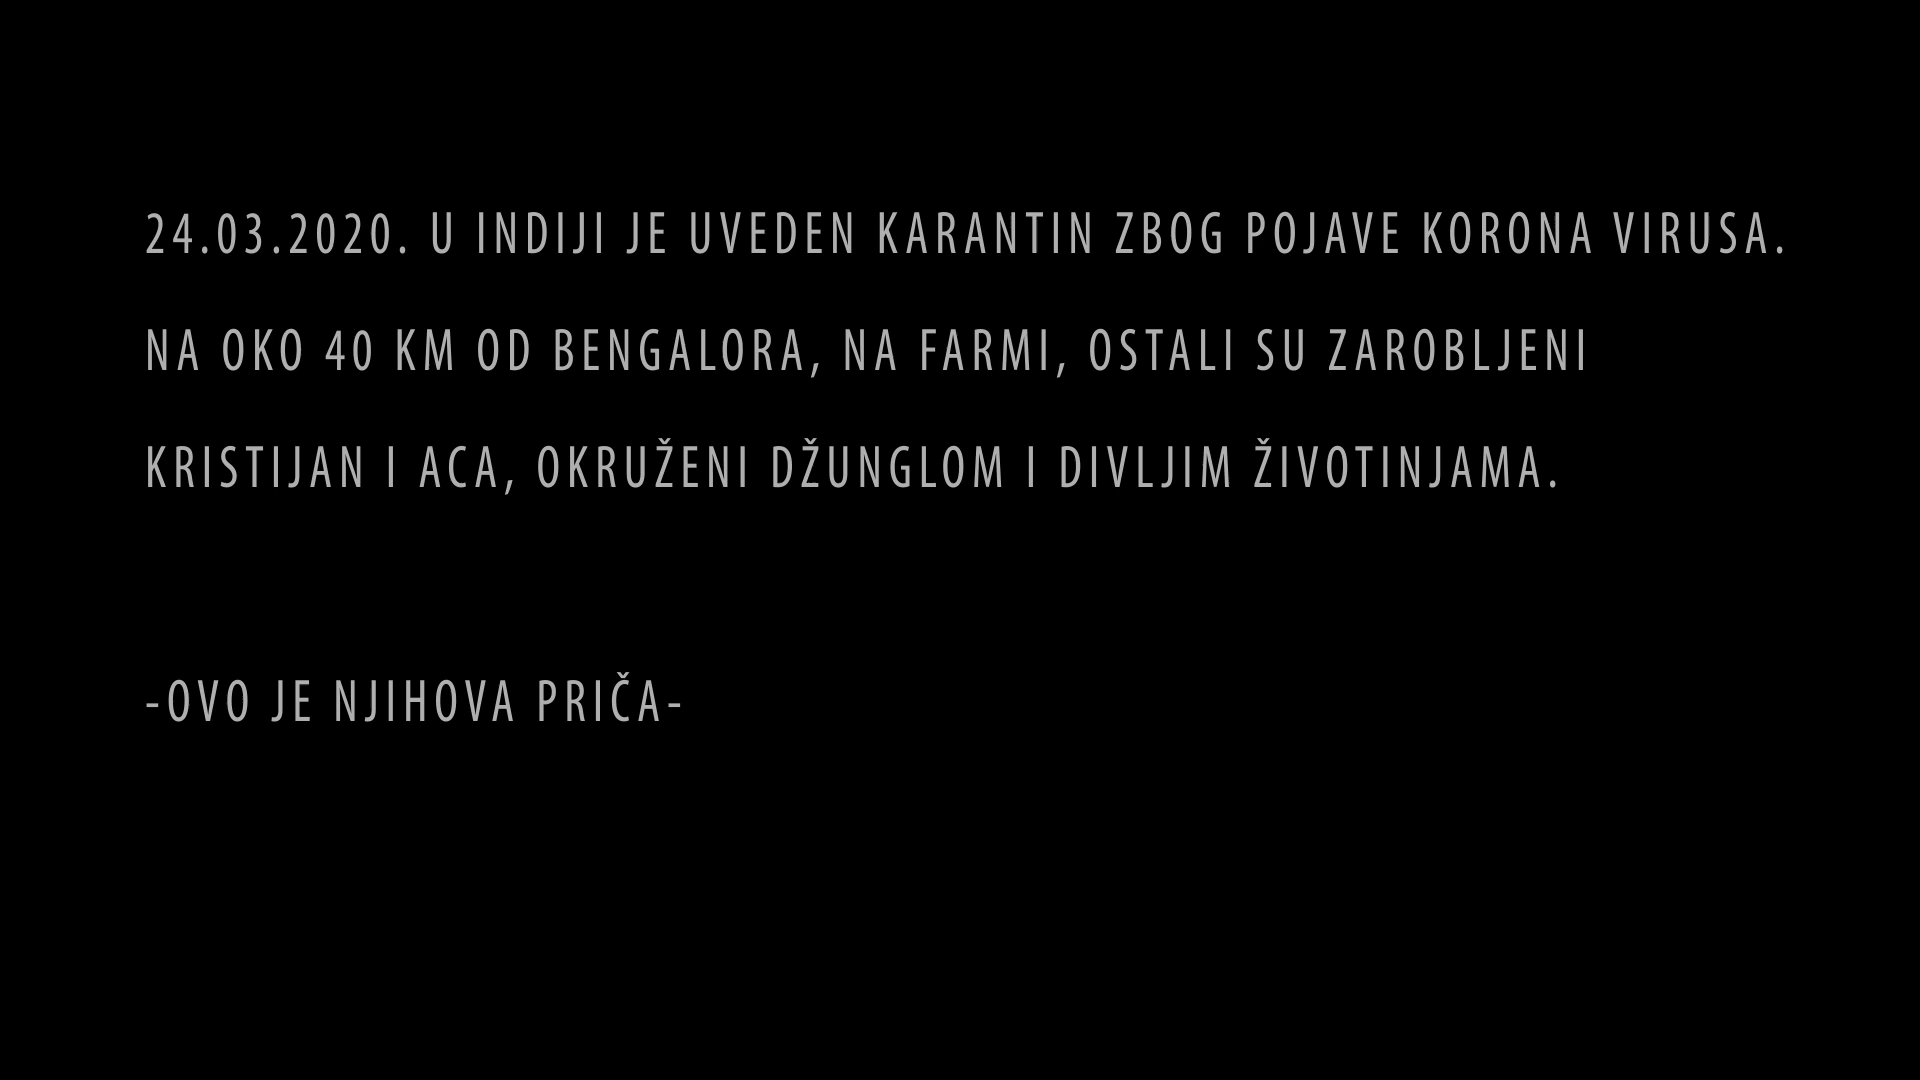 24.03.2020. U INDIJI JE UVEDEN KARANTIN ZBOG POJAVE KORONA VIRUSA.
NA OKO 40 KM OD BENGALORA, NA FARMI, OSTALI SU ZAROBLJENI
KRISTIJAN I ACA, OKRUŽENI DŽUNGLOM I DIVLJIM ŽIVOTINJAMA.
-OVO JE NJIHOVA PRIČA-